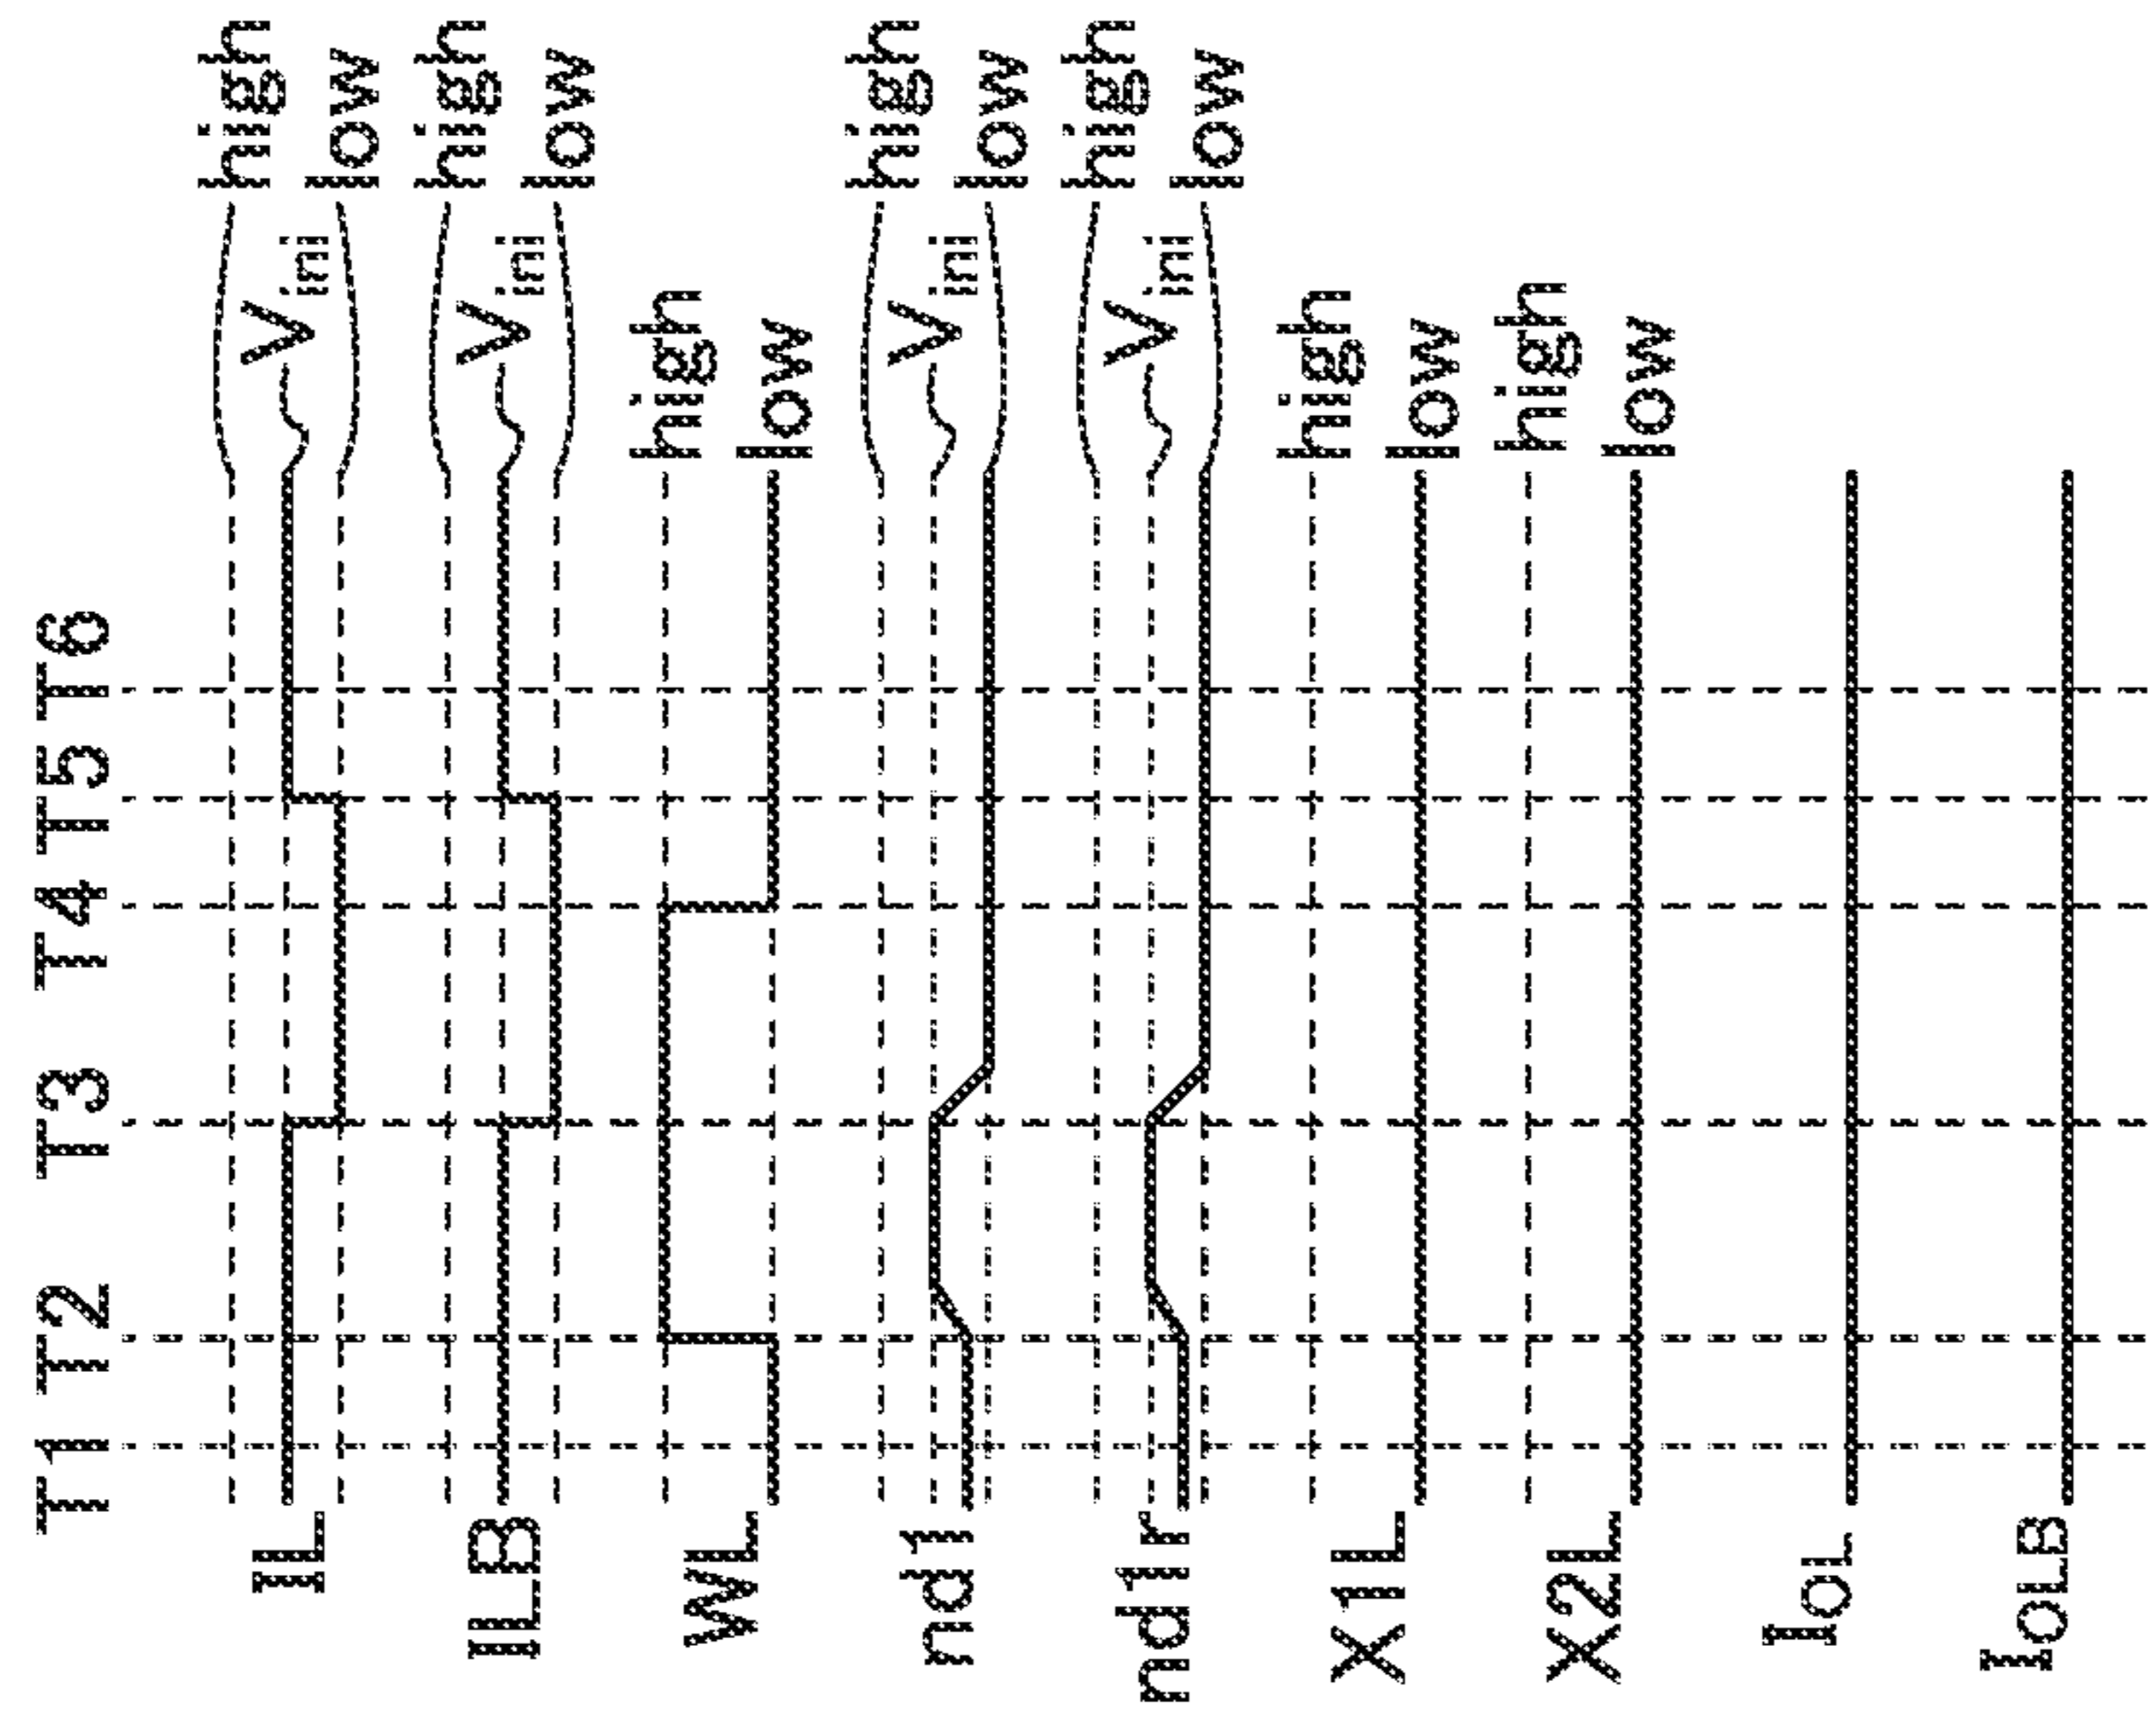 T1 T2 T3 T4 T5 T6
IL high Vini low
ILB high Vini low
WL high low
nd1 high Vini low
nd1r high Vini low
X1L high low
X2L high low
IOL
IOLB